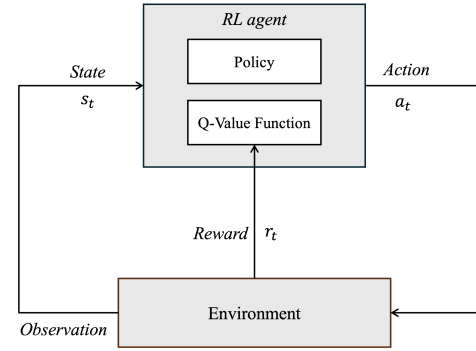 RL agent
Policy
State
s_t
Action
a_t
Q-Value Function
Reward r_t
Environment
Observation